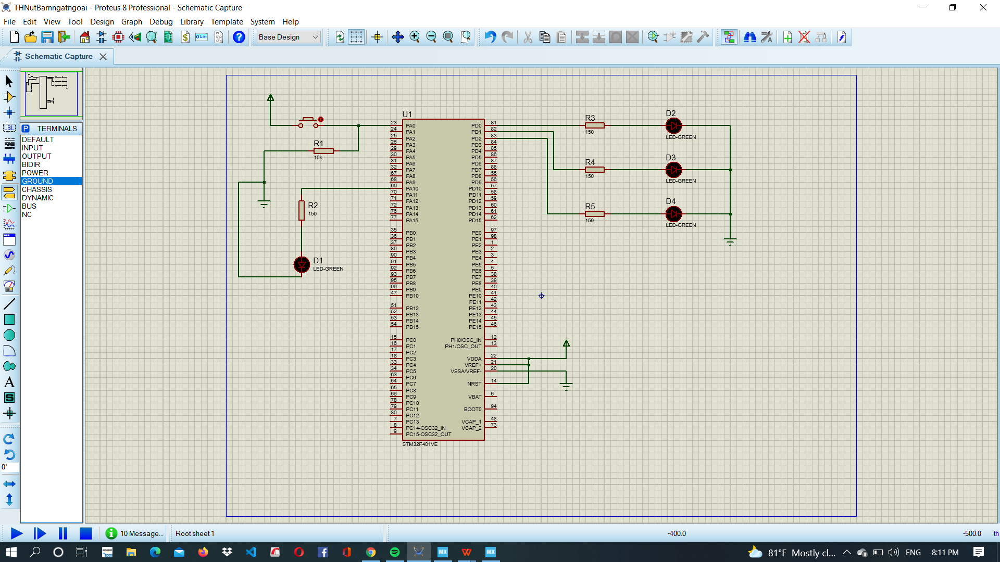 THNutBamngatngoai - Proteus 8 Professional - Schematic Capture
File Edit View Tool Design Graph Debug Library Template System Help
Base Design
Schematic Capture
TERMINALS
DEFAULT
INPUT
OUTPUT
BIDIR
POWER
GROUND
CHASSIS
DYNAMIC
BUS
NC
LBL
A
S
0°
R1
10k
R2
150
D1
LED-GREEN
U1
23 PA0
24 PA1
25 PA2
26 PA3
29 PA4
30 PA5
31 PA6
32 PA7
67 PA8
68 PA9
69 PA10
70 PA11
71 PA12
72 PA13
76 PA14
77 PA15
35 PB0
36 PB1
37 PB2
89 PB3
90 PB4
91 PB5
92 PB6
93 PB7
95 PB8
96 PB9
47 PB10
51 PB12
52 PB13
53 PB14
54 PB15
15 PC0
16 PC1
17 PC2
18 PC3
33 PC4
34 PC5
63 PC6
64 PC7
65 PC8
66 PC9
78 PC10
79 PC11
80 PC12
7 PC13
8 PC14-OSC32_IN
9 PC15-OSC32_OUT
PD0 81
PD1 82
PD2 83
PD3 84
PD4 85
PD5 86
PD6 87
PD7 88
PD8 55
PD9 56
PD10 57
PD11 58
PD12 59
PD13 60
PD14 61
PD15 62
PE0 97
PE1 98
PE2 1
PE3 2
PE4 3
PE5 4
PE6 5
PE7 38
PE8 39
PE9 40
PE10 41
PE11 42
PE12 43
PE13 44
PE14 45
PE15 46
PH0/OSC_IN 12
PH1/OSC_OUT 13
VDDA 22
VREF+ 21
VSSA/VREF- 20
NRST 14
VBAT 6
BOOT0 94
VCAP_1 48
VCAP_2 73
STM32F401VE
R3
150
D2
LED-GREEN
R4
150
D3
LED-GREEN
R5
150
D4
LED-GREEN
10 Message... Root sheet 1 -400.0 -500.0 th
81°F Mostly cl... ENG 8:11 PM